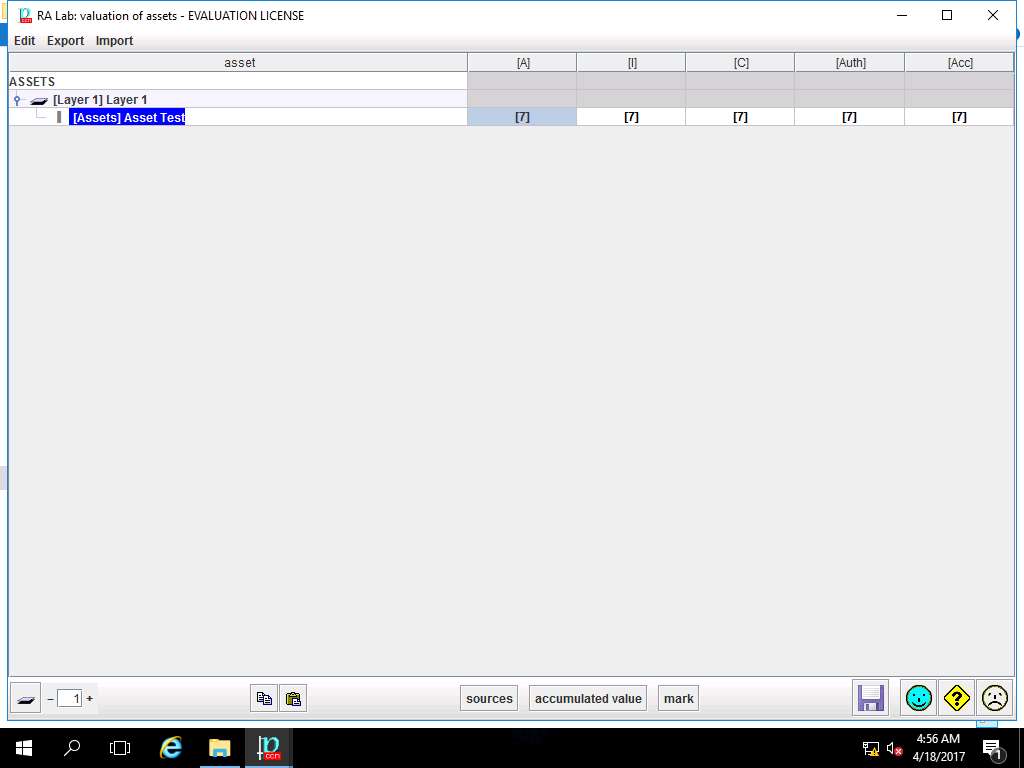 RA Lab: valuation of assets - EVALUATION LICENSE
Edit Export Import
asset [A] [I] [C] [Auth] [Acc]
ASSETS
[Layer 1] Layer 1
[Assets] Asset Test [7] [7] [7] [7] [7]
− 1 + sources accumulated value mark ?
4:56 AM
4/18/2017
1